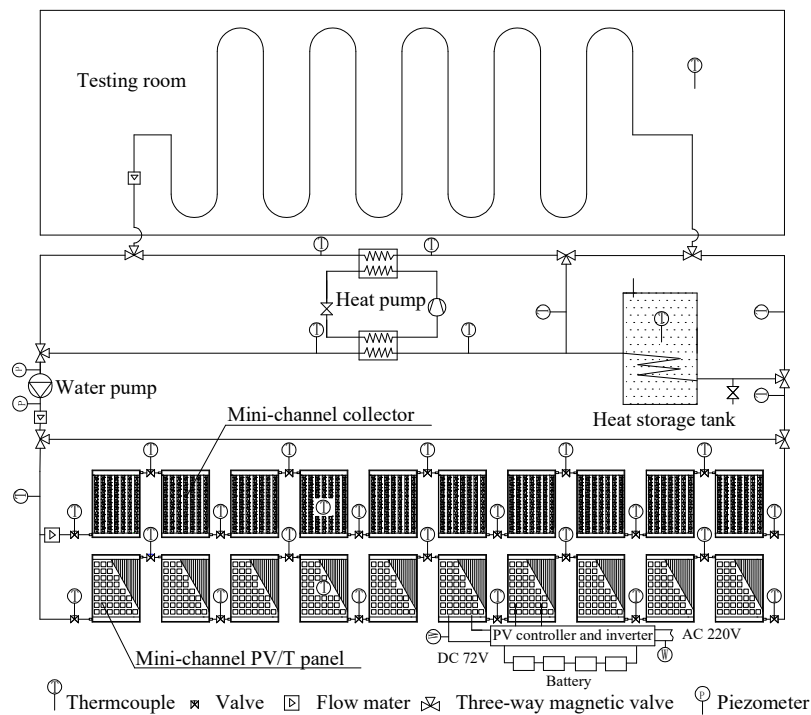 Testing room
Heat pump
Water pump
P
P
Heat storage tank
Mini-channel collector
PV controller and inverter
AC 220V
DC 72V
W
Mini-channel PV/T panel
Battery
Thermcouple Valve Flow mater Three-way magnetic valve P Piezometer